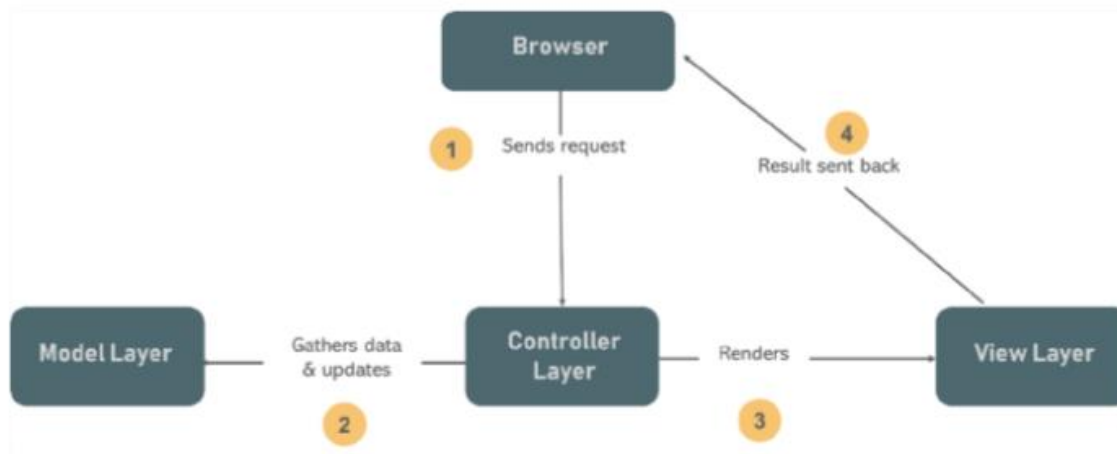 Browser
1
Sends request
4
Result sent back
Model Layer
Gathers data
& updates
2
Controller
Layer
Renders
3
View Layer